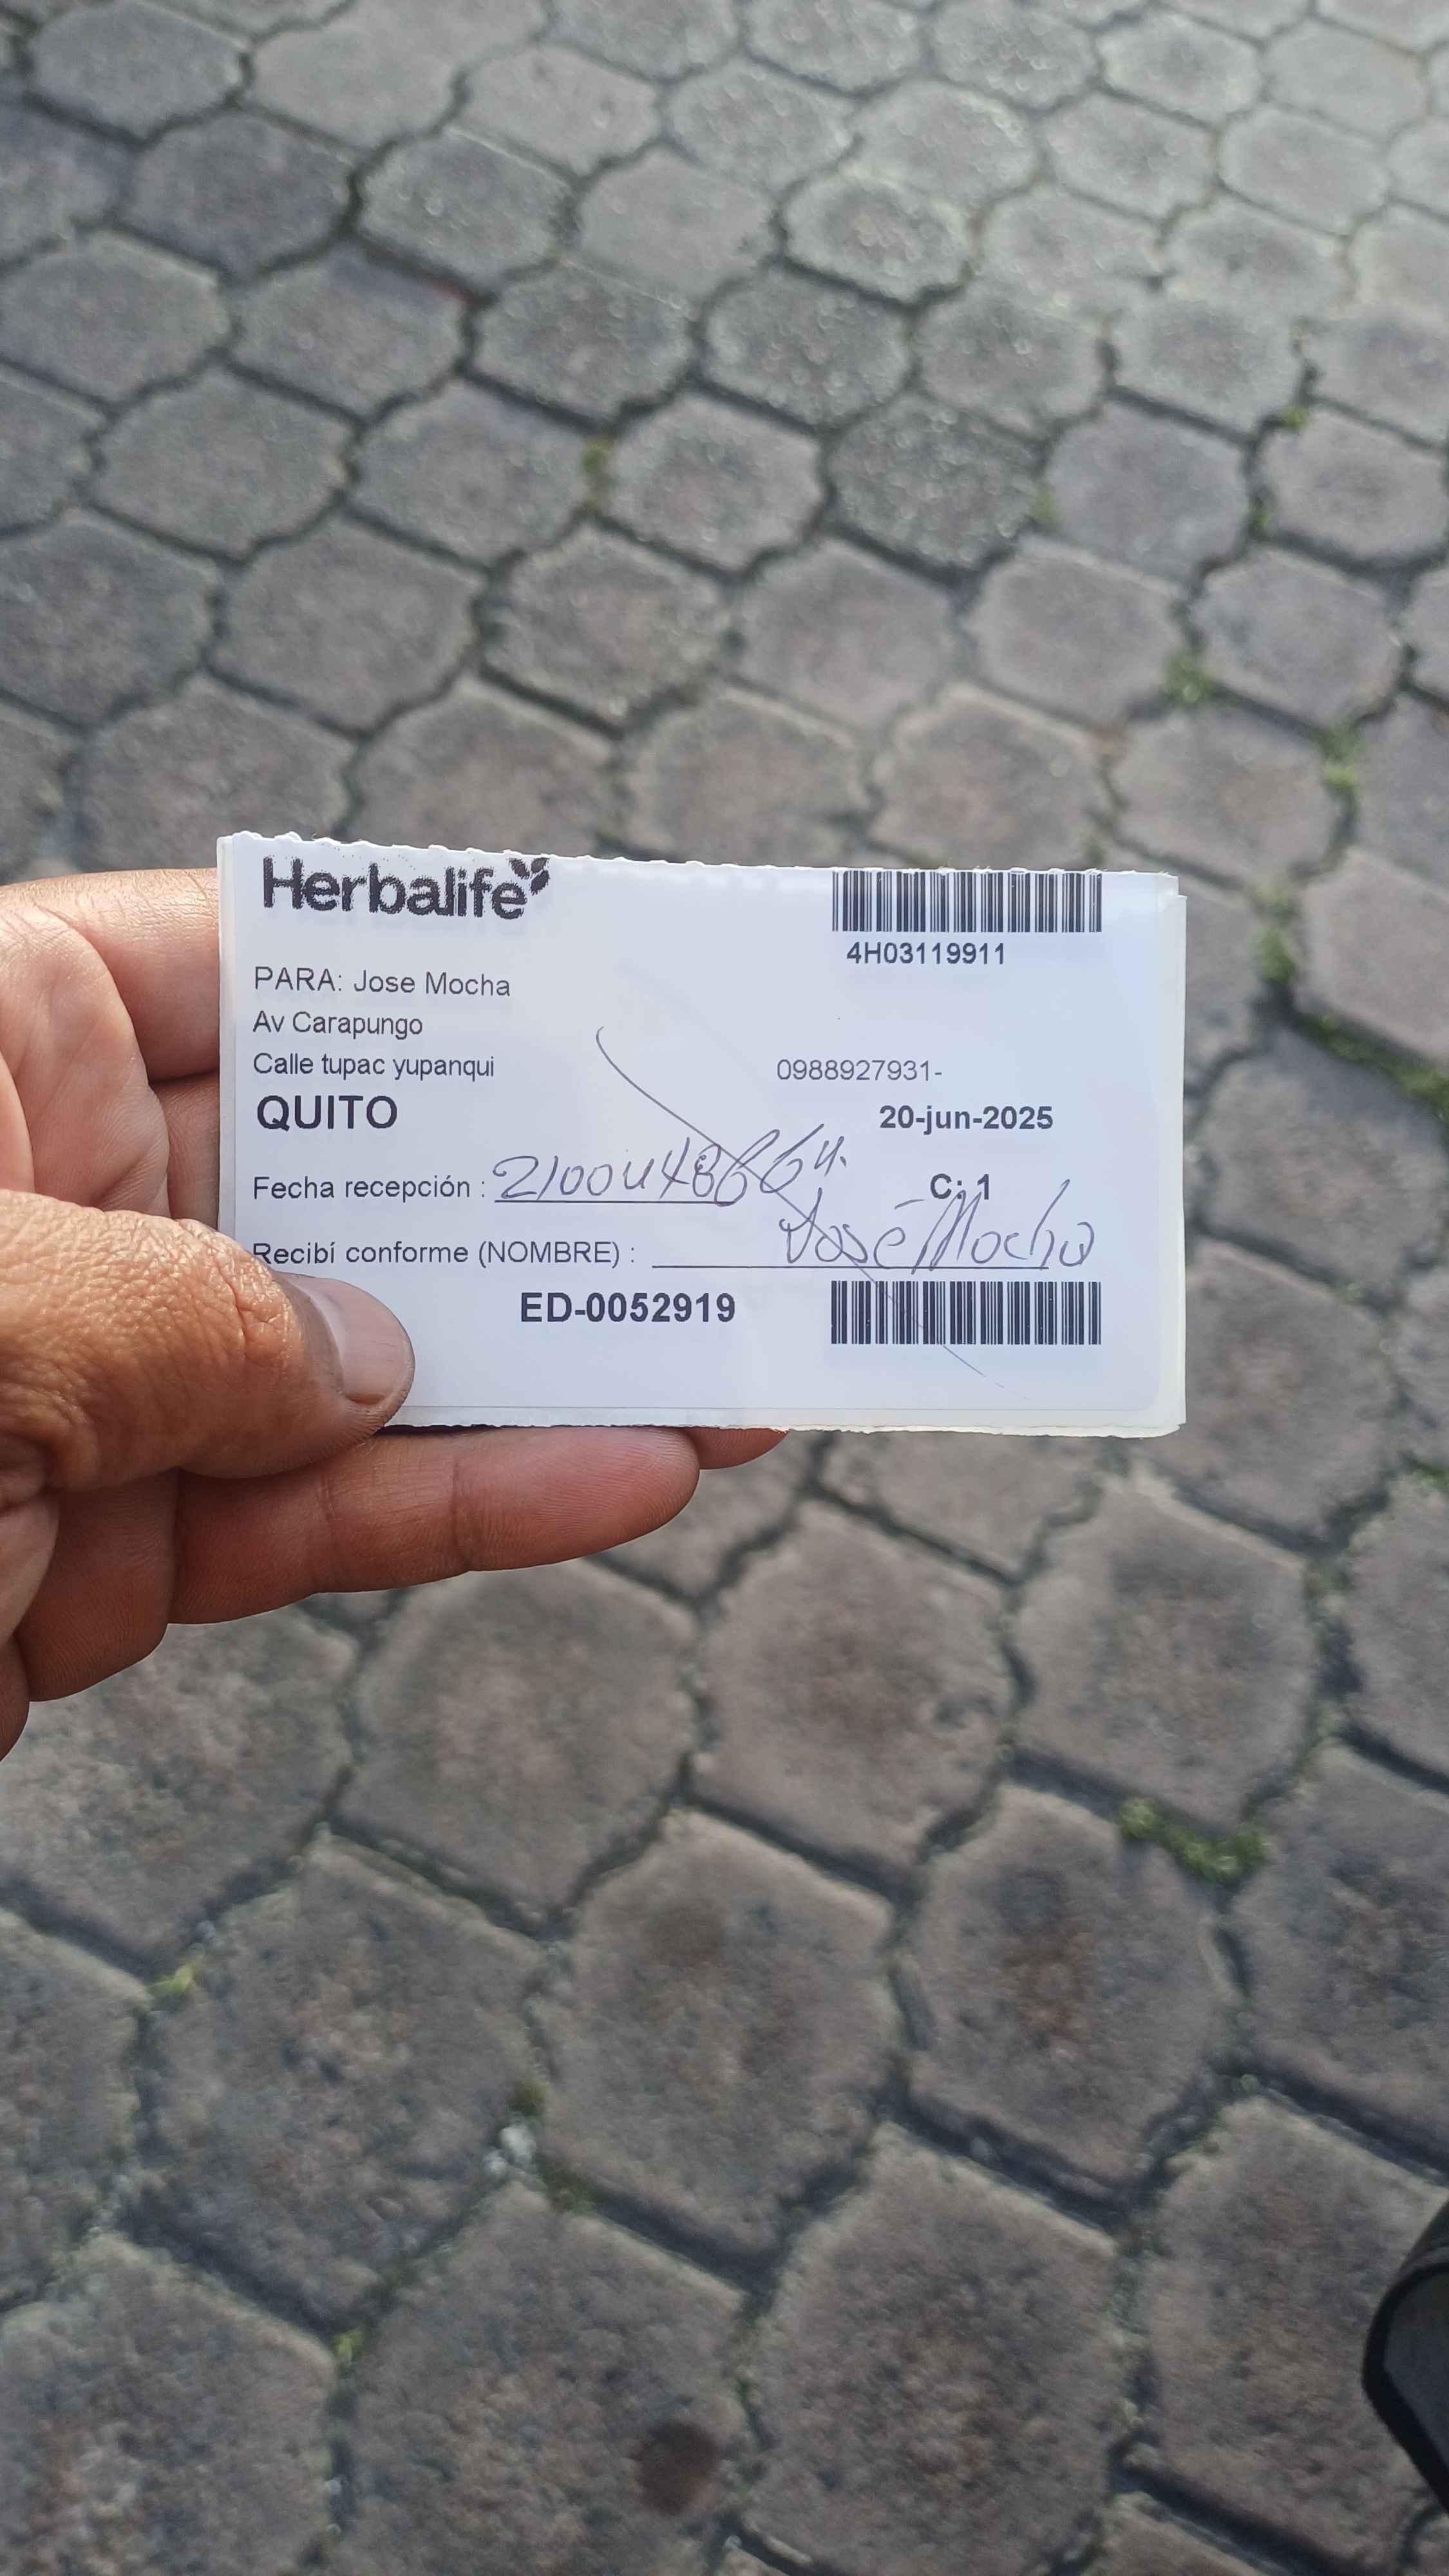 Herbalife
4H03119911
PARA: Jose Mocha
Av Carapungo
Calle tupac yupanqui
0988927931-
QUITO
20-jun-2025
Fecha recepción :
C: 1
Recibí conforme (NOMBRE) : José Mocha
ED-0052919